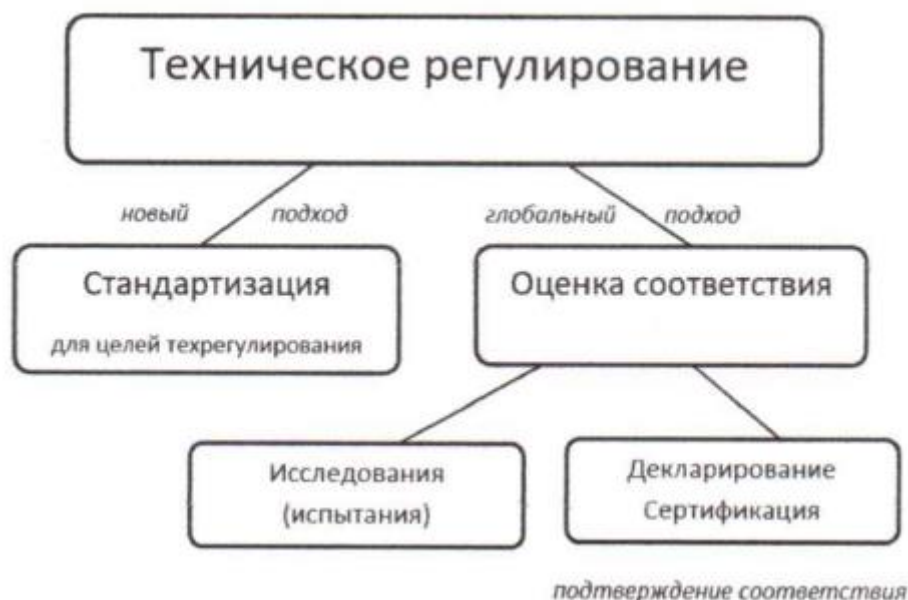 Техническое регулирование
новый подход
глобальный подход
Стандартизация
для целей техрегулирования
Оценка соответствия
Исследования
(испытания)
Декларирование
Сертификация
подтверждение соответствия